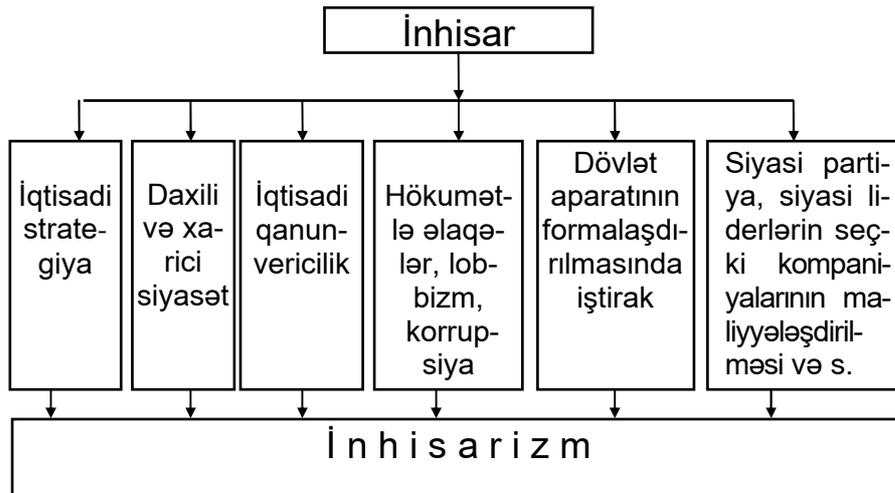 İnhisar
İqtisadi
strate-
giya
Daxili
və xa-
rici
siyasət
İqtisadi
qanun-
vericilik
Hökumət-
lə əlaqə-
lər, lob-
bizm,
korrup-
siya
Dövlət
aparatının
formalaşdı-
rılmasında
iştirak
Siyasi parti-
ya, siyasi li-
derlərin seç-
ki kompani-
yalarının ma-
liyyələşdiril-
məsi və s.
İ n h i s a r i z m